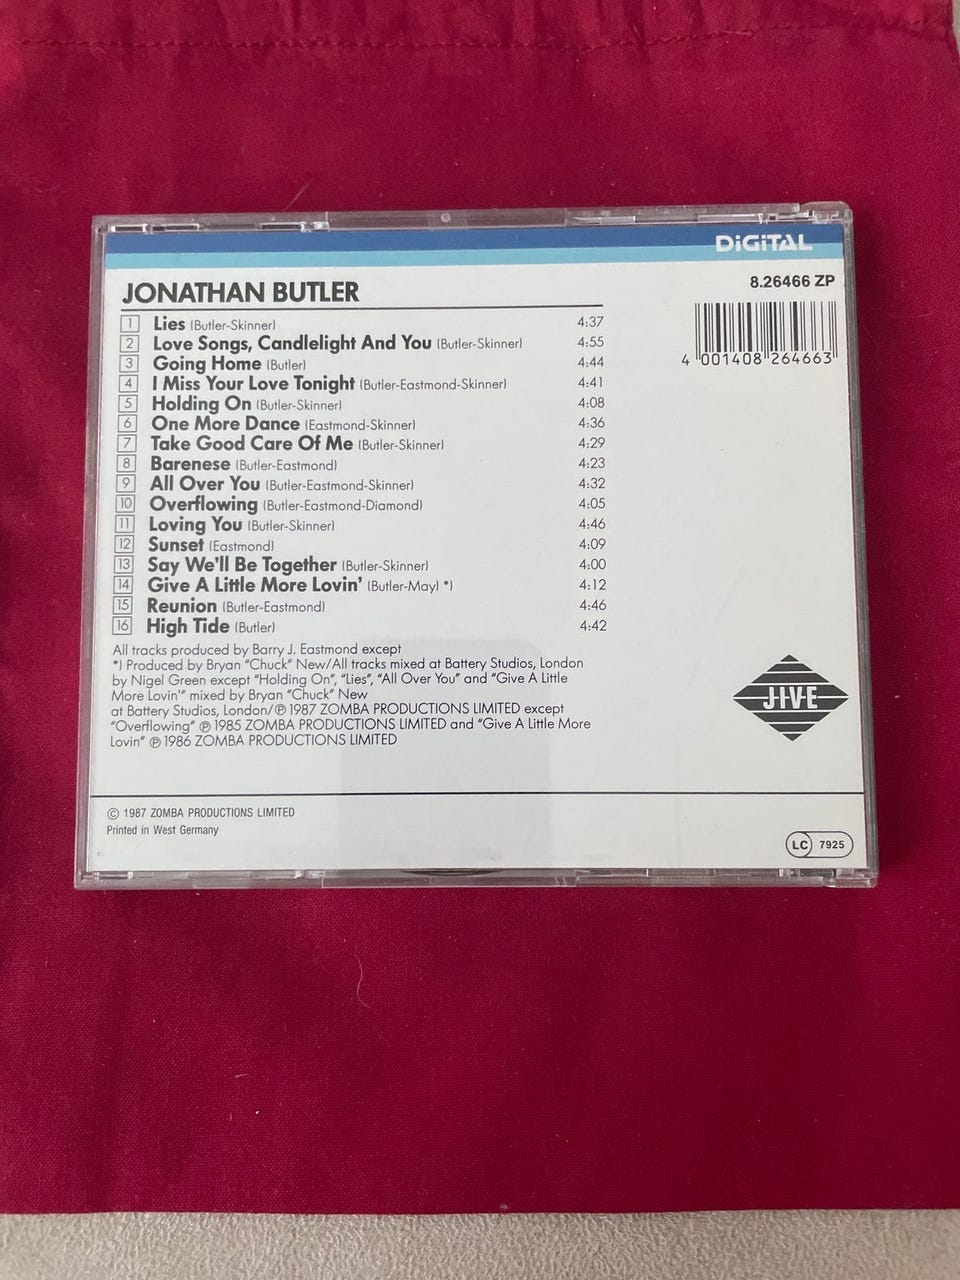 DiGiTAL
8.26466 ZP
4 001408 264663
JONATHAN BUTLER
1 Lies (Butler-Skinner) 4:37
2 Love Songs, Candlelight And You (Butler-Skinner) 4:55
3 Going Home (Butler) 4:44
4 I Miss Your Love Tonight (Butler-Eastmond-Skinner) 4:41
5 Holding On (Butler-Skinner) 4:08
6 One More Dance (Eastmond-Skinner) 4:36
7 Take Good Care Of Me (Butler-Skinner) 4:29
8 Barenese (Butler-Eastmond) 4:23
9 All Over You (Butler-Eastmond-Skinner) 4:32
10 Overflowing (Butler-Eastmond-Diamond) 4:05
11 Loving You (Butler-Skinner) 4:46
12 Sunset (Eastmond) 4:09
13 Say We'll Be Together (Butler-Skinner) 4:00
14 Give A Little More Lovin' (Butler-May) *) 4:12
15 Reunion (Butler-Eastmond) 4:46
16 High Tide (Butler) 4:42
All tracks produced by Barry J. Eastmond except
*) Produced by Bryan "Chuck" New/All tracks mixed at Battery Studios, London
by Nigel Green except "Holding On", "Lies", "All Over You" and "Give A Little
More Lovin'" mixed by Bryan "Chuck" New
at Battery Studios, London/℗ 1987 ZOMBA PRODUCTIONS LIMITED except
"Overflowing" ℗ 1985 ZOMBA PRODUCTIONS LIMITED and "Give A Little More
Lovin" ℗ 1986 ZOMBA PRODUCTIONS LIMITED
JIVE
© 1987 ZOMBA PRODUCTIONS LIMITED
Printed in West Germany
LC 7925